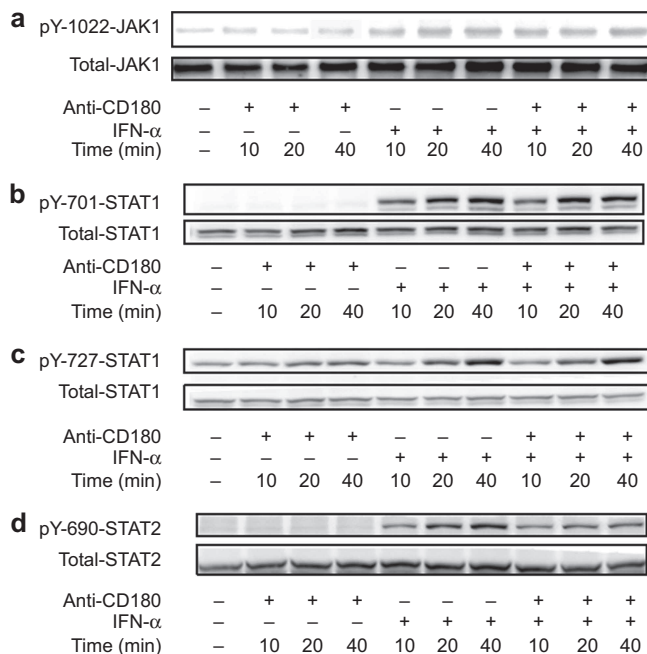 a
pY-1022-JAK1
Total-JAK1
Anti-CD180 – + + + – – – + + +
IFN-α – – – – + + + + + +
Time (min) – 10 20 40 10 20 40 10 20 40
b
pY-701-STAT1
Total-STAT1
Anti-CD180 – + + + – – – + + +
IFN-α – – – – + + + + + +
Time (min) – 10 20 40 10 20 40 10 20 40
c
pY-727-STAT1
Total-STAT1
Anti-CD180 – + + + – – – + + +
IFN-α – – – – + + + + + +
Time (min) – 10 20 40 10 20 40 10 20 40
d
pY-690-STAT2
Total-STAT2
Anti-CD180 – + + + – – – + + +
IFN-α – – – – + + + + + +
Time (min) – 10 20 40 10 20 40 10 20 40